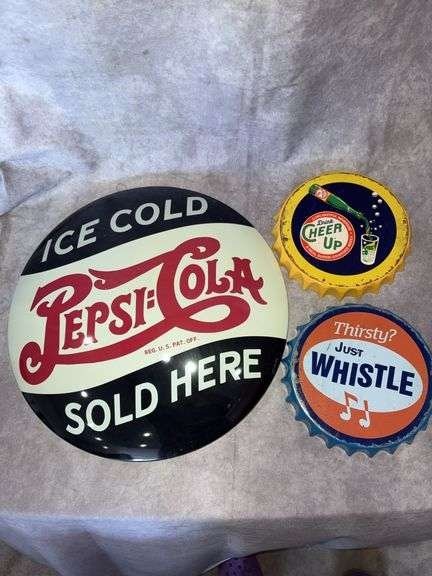 ICE COLD
PEPSI:COLA
REG. U.S. PAT. OFF.
SOLD HERE
Drink
CHEER
UP
Thirsty?
JUST
WHISTLE